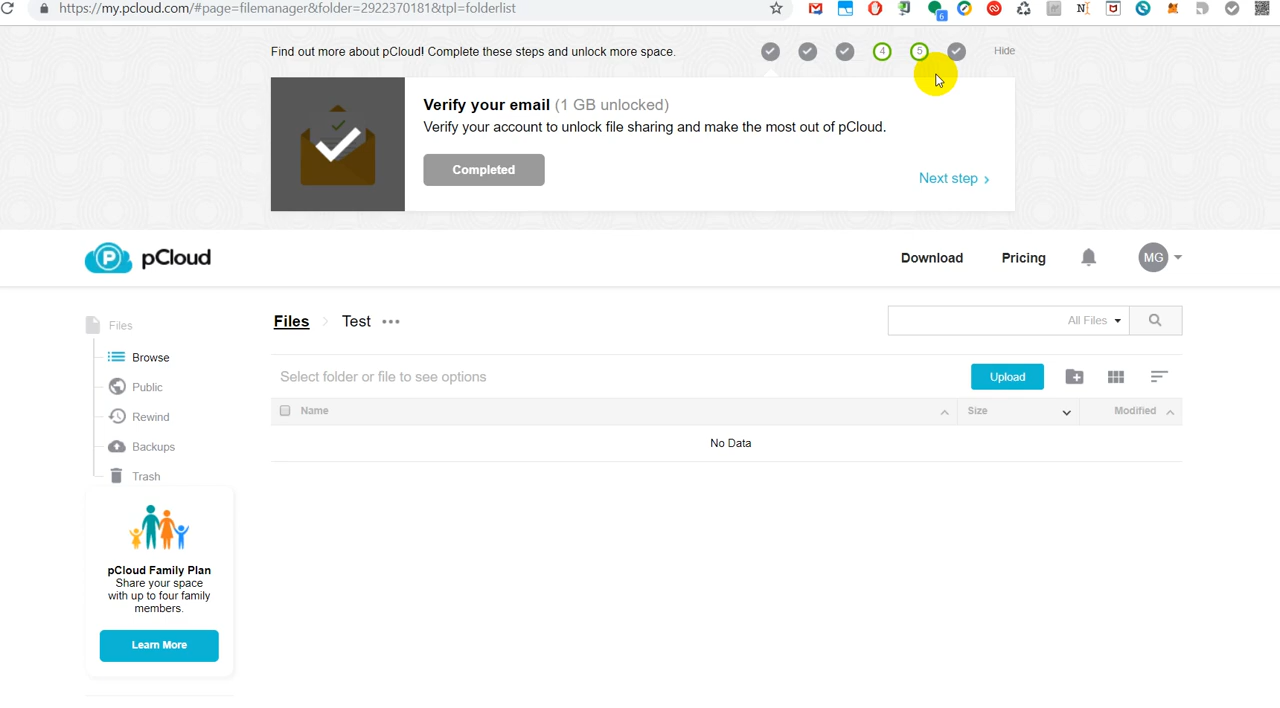 https://my.pcloud.com/#page=filemanager&folder=2922370181&tpl=folderlist
6
Find out more about pCloud! Complete these steps and unlock more space.
4
5
Hide
Verify your email (1 GB unlocked)
Verify your account to unlock file sharing and make the most out of pCloud.
Completed
Next step >
P pCloud
Download
Pricing
MG
Files
Files > Test •••
All Files
Browse
Select folder or file to see options
Upload
Public
Name
Size
Modified
Rewind
No Data
Backups
Trash
pCloud Family Plan
Share your space
with up to four family
members.
Learn More